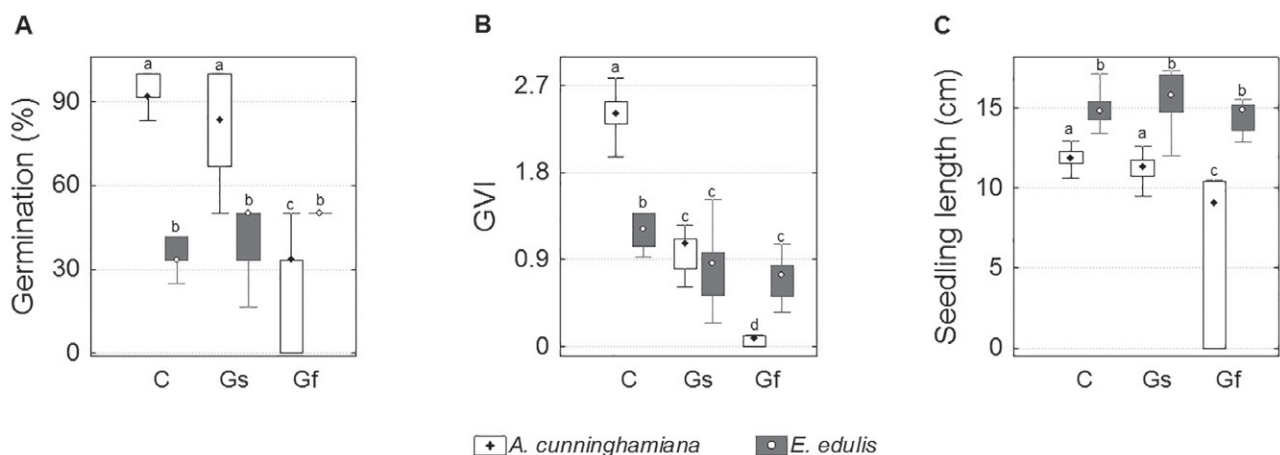 A
Germination (%)
90
60
30
0
a
b
a
b
c
b
C Gs Gf
B
GVI
2.7
1.8
0.9
0
a
b
c
c
d
c
C Gs Gf
C
Seedling length (cm)
15
10
5
0
a
b
a
b
c
b
C Gs Gf
A. cunninghamiana E. edulis